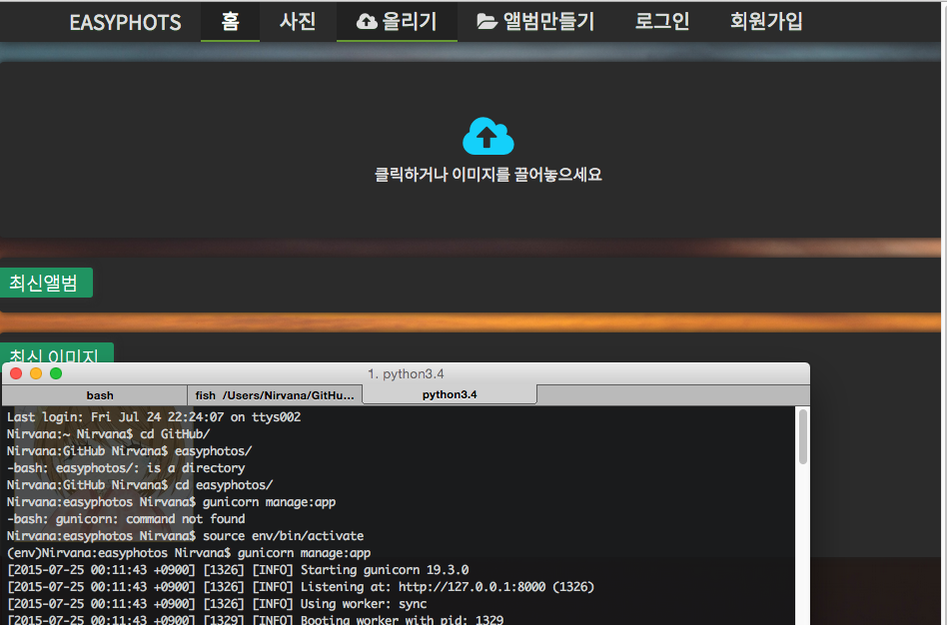 EASYPHOTS 홈 사진 올리기 앨범만들기 로그인 회원가입
클릭하거나 이미지를 끌어놓으세요
최신앨범
최신 이미지
1. python3.4
bash fish /Users/Nirvana/GitHu... python3.4
Last login: Fri Jul 24 22:24:07 on ttys002
Nirvana:~ Nirvana$ cd GitHub/
Nirvana:GitHub Nirvana$ easyphotos/
-bash: easyphotos/: is a directory
Nirvana:GitHub Nirvana$ cd easyphotos/
Nirvana:easyphotos Nirvana$ gunicorn manage:app
-bash: gunicorn: command not found
Nirvana:easyphotos Nirvana$ source env/bin/activate
(env)Nirvana:easyphotos Nirvana$ gunicorn manage:app
[2015-07-25 00:11:43 +0900] [1326] [INFO] Starting gunicorn 19.3.0
[2015-07-25 00:11:43 +0900] [1326] [INFO] Listening at: http://127.0.0.1:8000 (1326)
[2015-07-25 00:11:43 +0900] [1326] [INFO] Using worker: sync
[2015-07-25 00:11:43 +0900] [1329] [INFO] Booting worker with pid: 1329